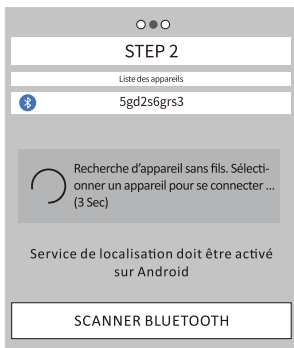 STEP 2
Liste des appareils
5gd2s6grs3
Recherche d'appareil sans fils. Sélecti-
onner un appareil pour se connecter ...
(3 Sec)
Service de localisation doit être activé
sur Android
SCANNER BLUETOOTH